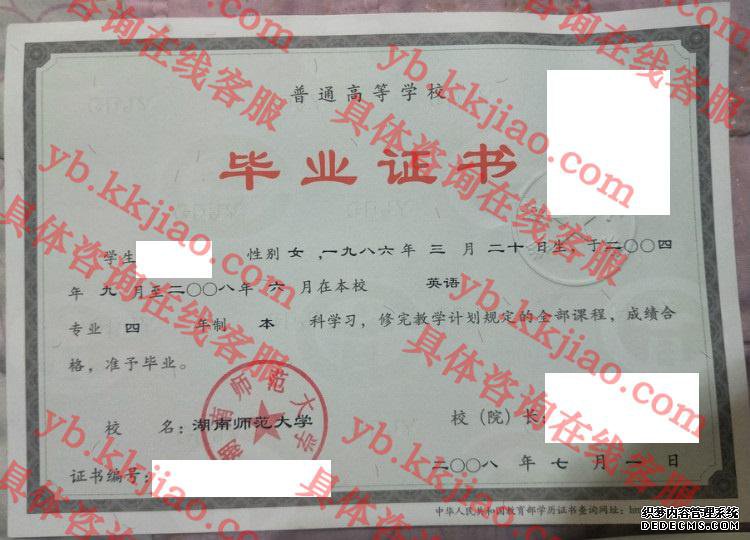 普通高等学校
毕业证书
学生 性别 女 ,一九八六 年 三 月 二十 日生，于二〇〇四
年 九 月至二〇〇八年 六 月在本校 英语
专业 四 年制 本 科学习，修完教学计划规定的全部课程，成绩合
格，准予毕业。
校 名：湖南师范大学
校（院）长：
证书编号：
二〇〇八 年 七 月 一 日
中华人民共和国教育部学历证书查询网址：
湖南师范大学
具体咨询在线客服
yb.kkjiao.com
织梦内容管理系统
DEDECMS.COM